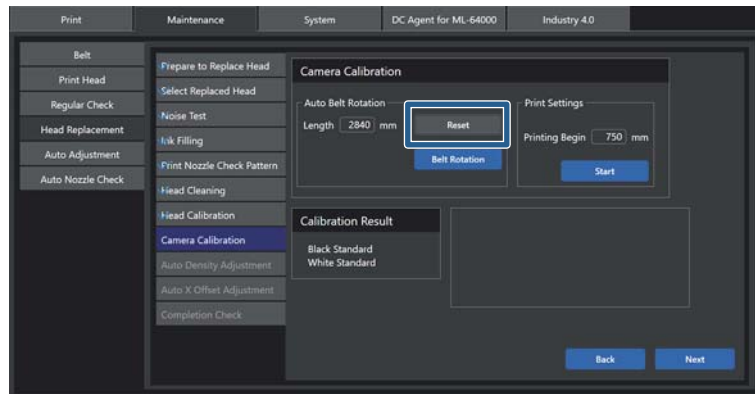 Print
Maintenance
System
DC Agent for ML-64000
Industry 4.0
Belt
Print Head
Regular Check
Head Replacement
Auto Adjustment
Auto Nozzle Check
Prepare to Replace Head
Select Replaced Head
Noise Test
Ink Filling
Print Nozzle Check Pattern
Head Cleaning
Head Calibration
Camera Calibration
Auto Density Adjustment
Auto X Offset Adjustment
Completion Check
Camera Calibration
Auto Belt Rotation
Length 2840 mm
Reset
Belt Rotation
Print Settings
Printing Begin 750 mm
Start
Calibration Result
Black Standard
White Standard
Back
Next